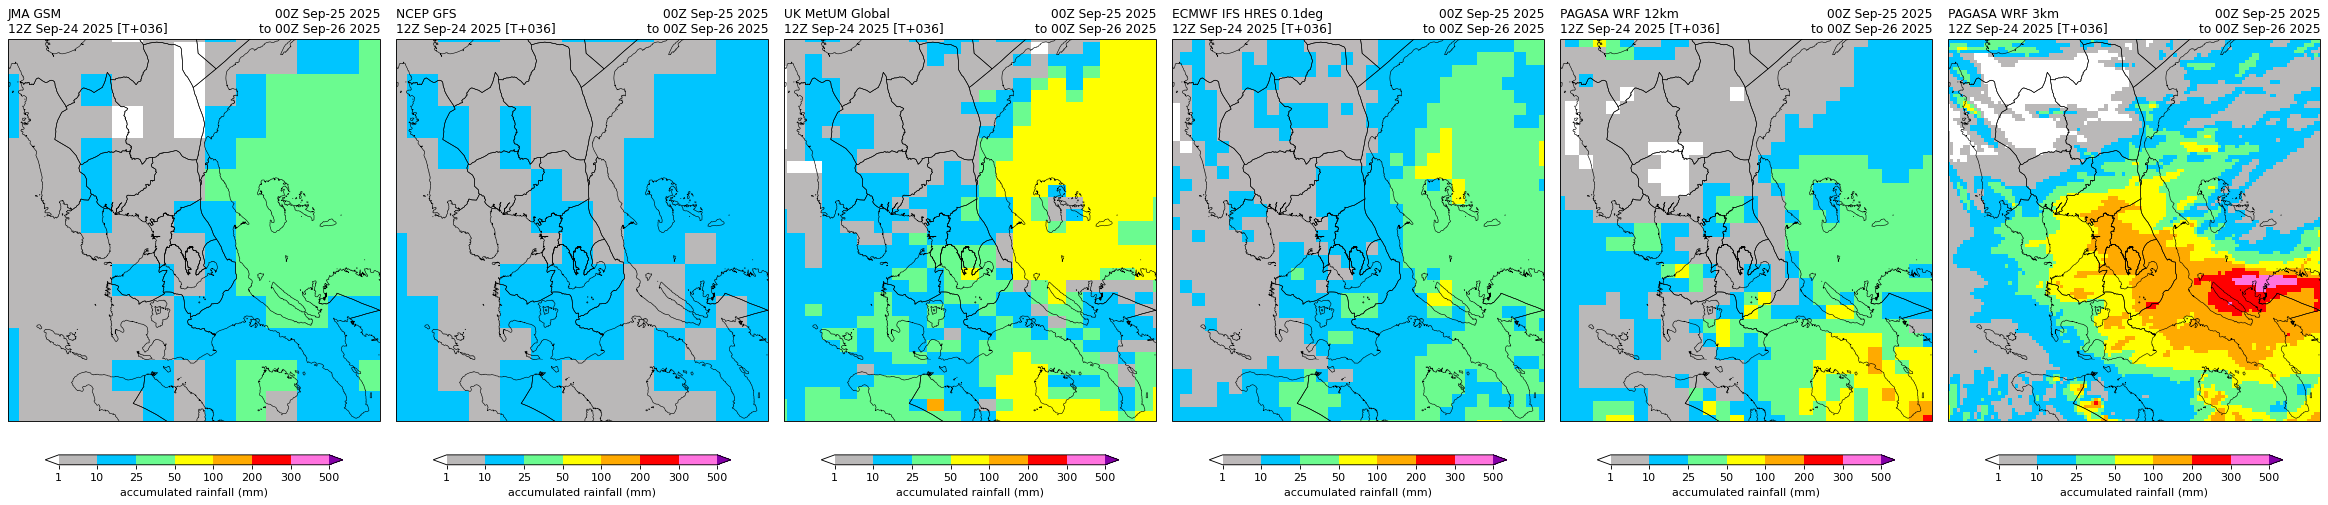 JMA GSM 00Z Sep-25 2025
12Z Sep-24 2025 [T+036] to 00Z Sep-26 2025
1 10 25 50 100 200 300 500
accumulated rainfall (mm)
NCEP GFS 00Z Sep-25 2025
12Z Sep-24 2025 [T+036] to 00Z Sep-26 2025
1 10 25 50 100 200 300 500
accumulated rainfall (mm)
UK MetUM Global 00Z Sep-25 2025
12Z Sep-24 2025 [T+036] to 00Z Sep-26 2025
1 10 25 50 100 200 300 500
accumulated rainfall (mm)
ECMWF IFS HRES 0.1deg 00Z Sep-25 2025
12Z Sep-24 2025 [T+036] to 00Z Sep-26 2025
1 10 25 50 100 200 300 500
accumulated rainfall (mm)
PAGASA WRF 12km 00Z Sep-25 2025
12Z Sep-24 2025 [T+036] to 00Z Sep-26 2025
1 10 25 50 100 200 300 500
accumulated rainfall (mm)
PAGASA WRF 3km 00Z Sep-25 2025
12Z Sep-24 2025 [T+036] to 00Z Sep-26 2025
1 10 25 50 100 200 300 500
accumulated rainfall (mm)